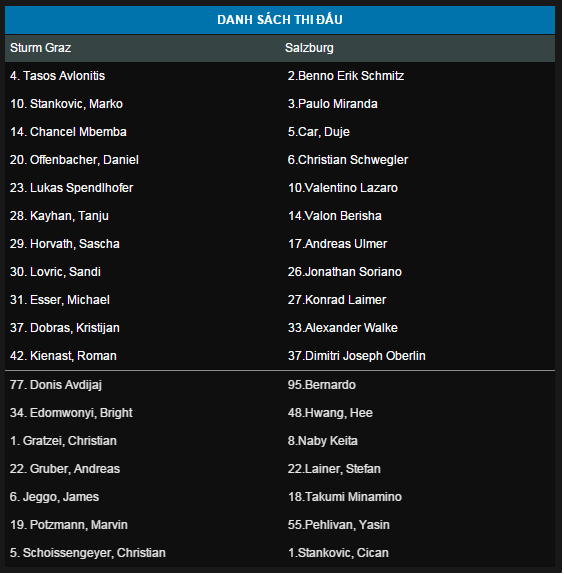 DANH SÁCH THI ĐẤU
Sturm Graz Salzburg
4. Tasos Avlonitis 2.Benno Erik Schmitz
10. Stankovic, Marko 3.Paulo Miranda
14. Chancel Mbemba 5.Car, Duje
20. Offenbacher, Daniel 6.Christian Schwegler
23. Lukas Spendlhofer 10.Valentino Lazaro
28. Kayhan, Tanju 14.Valon Berisha
29. Horvath, Sascha 17.Andreas Ulmer
30. Lovric, Sandi 26.Jonathan Soriano
31. Esser, Michael 27.Konrad Laimer
37. Dobras, Kristijan 33.Alexander Walke
42. Kienast, Roman 37.Dimitri Joseph Oberlin
77. Donis Avdijaj 95.Bernardo
34. Edomwonyi, Bright 48.Hwang, Hee
1. Gratzei, Christian 8.Naby Keita
22. Gruber, Andreas 22.Lainer, Stefan
6. Jeggo, James 18.Takumi Minamino
19. Potzmann, Marvin 55.Pehlivan, Yasin
5. Schoissengeyer, Christian 1.Stankovic, Cican